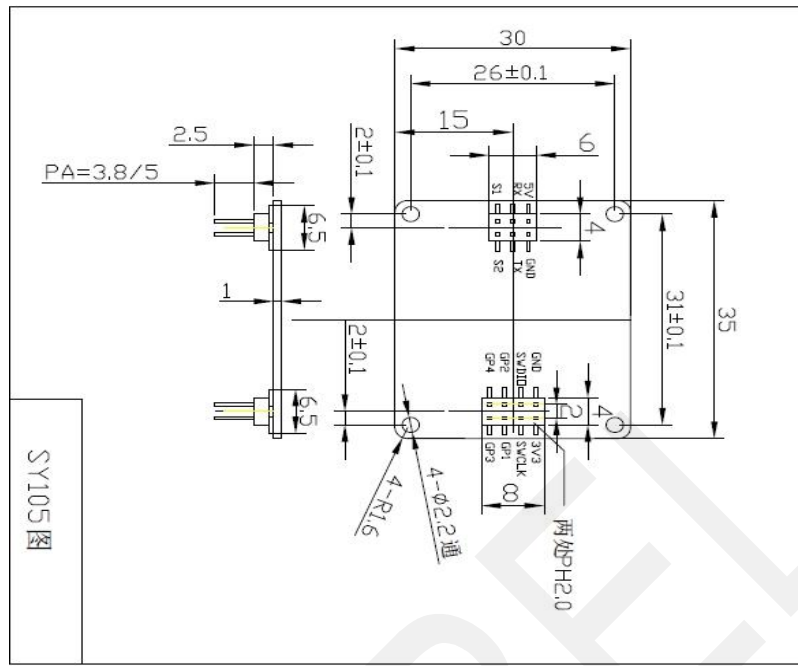 30
26±0.1
15
6
2.5
2±0.1
PA=3.8/5
S1
RX
5V
4
6.5
S2
TX
GND
1
31±0.1
35
2±0.1
GP4
GP2
SWDIO
GND
6.5
2
4
GP3
GP1
SWCLK
3V3
8
4-R1.6
4-Ø2.2通
两处PH2.0
SY105图